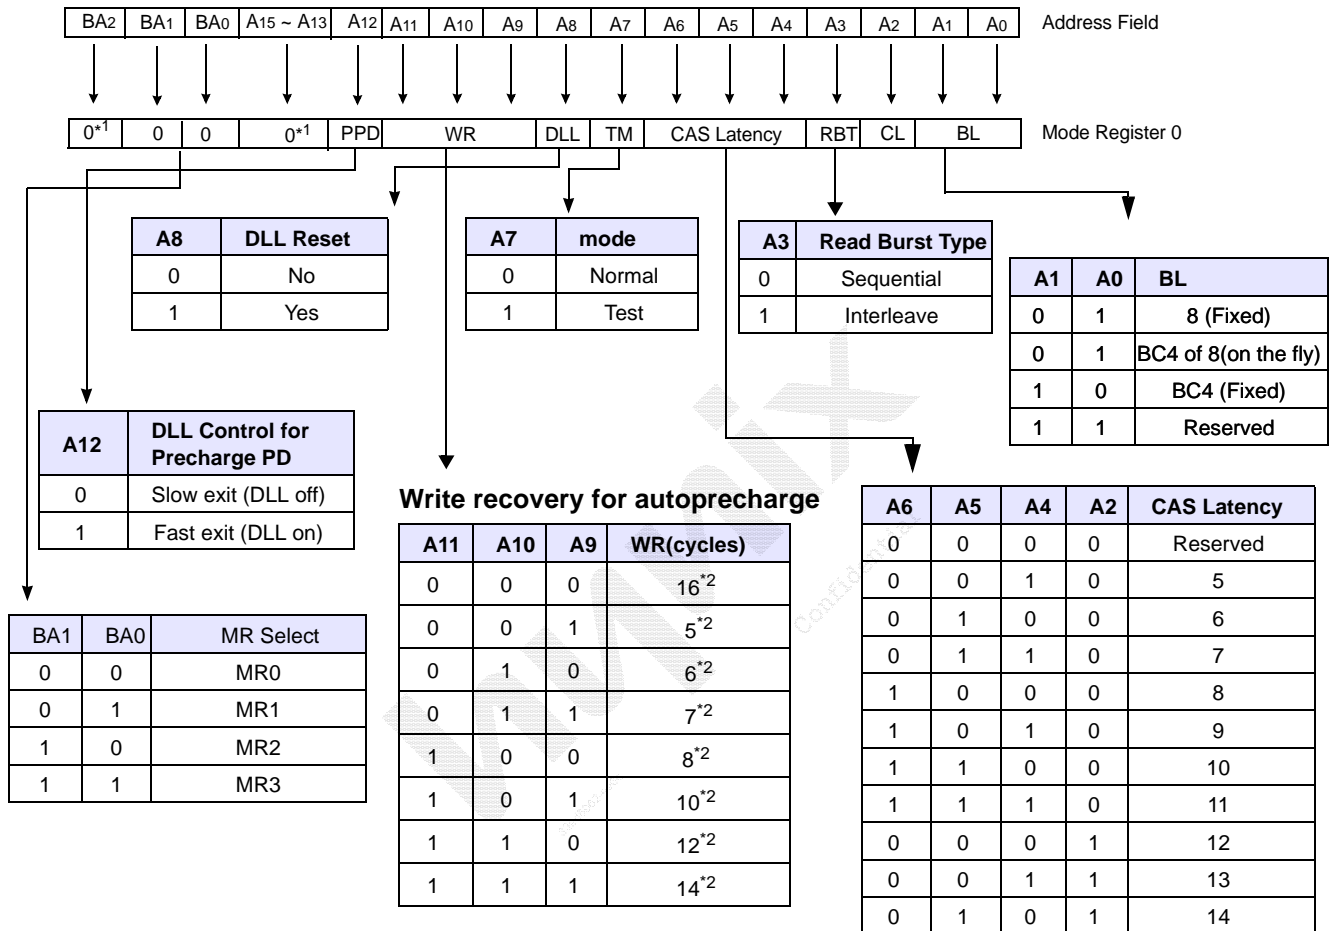 BA2 BA1 BA0 A15 ~ A13 A12 A11 A10 A9 A8 A7 A6 A5 A4 A3 A2 A1 A0 Address Field
0*1 0 0 0*1 PPD WR DLL TM CAS Latency RBT CL BL Mode Register 0
A8 DLL Reset
0 No
1 Yes
A7 mode
0 Normal
1 Test
A3 Read Burst Type
0 Sequential
1 Interleave
A1 A0 BL
0 1 8 (Fixed)
0 1 BC4 of 8(on the fly)
1 0 BC4 (Fixed)
1 1 Reserved
A12 DLL Control for
Precharge PD
0 Slow exit (DLL off)
1 Fast exit (DLL on)
BA1 BA0 MR Select
0 0 MR0
0 1 MR1
1 0 MR2
1 1 MR3
Write recovery for autoprecharge
A11 A10 A9 WR(cycles)
0 0 0 16*2
0 0 1 5*2
0 1 0 6*2
0 1 1 7*2
1 0 0 8*2
1 0 1 10*2
1 1 0 12*2
1 1 1 14*2
A6 A5 A4 A2 CAS Latency
0 0 0 0 Reserved
0 0 1 0 5
0 1 0 0 6
0 1 1 0 7
1 0 0 0 8
1 0 1 0 9
1 1 0 0 10
1 1 1 0 11
0 0 0 1 12
0 0 1 1 13
0 1 0 1 14
hynix
Confidential